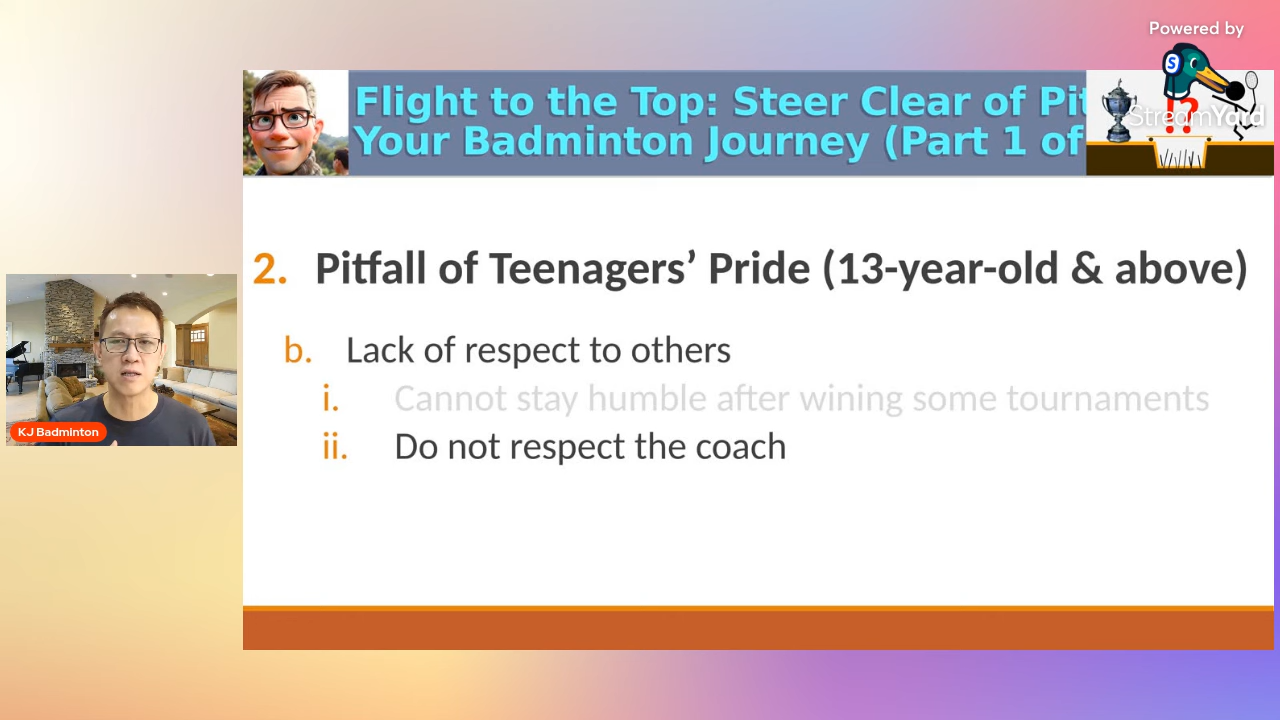 Powered by
StreamYard
Flight to the Top: Steer Clear of Pit
Your Badminton Journey (Part 1 of
!?
2. Pitfall of Teenagers’ Pride (13-year-old & above)
b. Lack of respect to others
i. Cannot stay humble after wining some tournaments
ii. Do not respect the coach
KJ Badminton